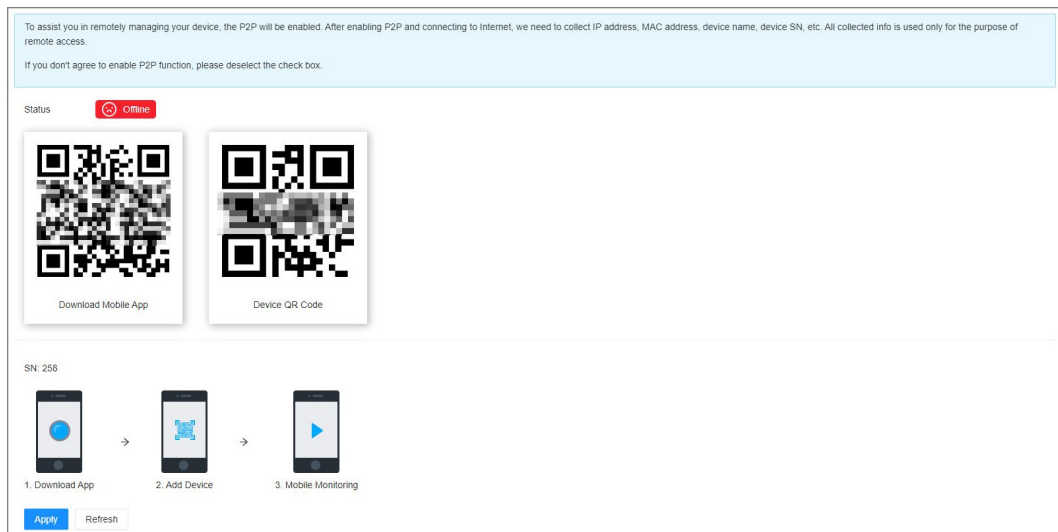 To assist you in remotely managing your device, the P2P will be enabled. After enabling P2P and connecting to Internet, we need to collect IP address, MAC address, device name, device SN, etc. All collected info is used only for the purpose of
remote access.
If you don't agree to enable P2P function, please deselect the check box.
Status Offline
Download Mobile App Device QR Code
SN: 258
1. Download App 2. Add Device 3. Mobile Monitoring
Apply Refresh